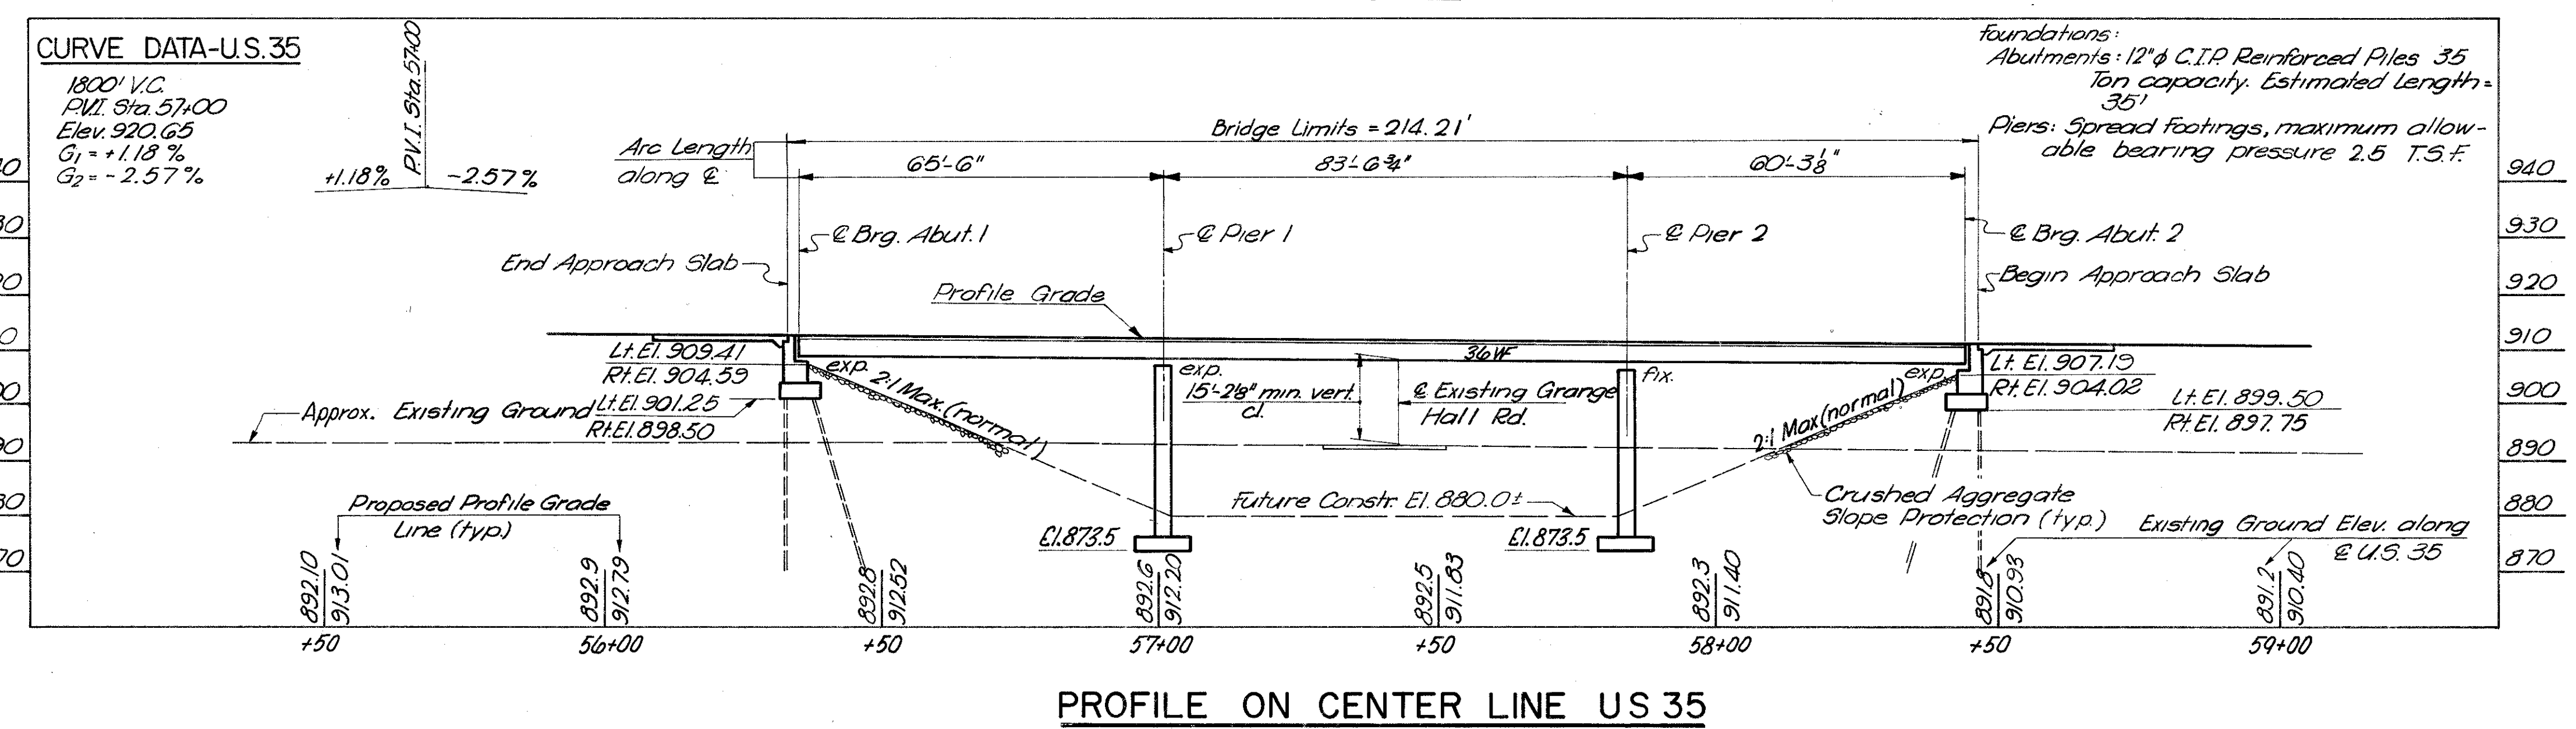 CURVE DATA-U.S.35
1800' V.C.
P.V.I. Sta. 57+00
Elev. 920.65
G1 = +1.18 %
G2 = -2.57 %
P.V.I. Sta. 57+00
+1.18%
-2.57%
Foundations:
Abutments: 12"ϕ C.I.P. Reinforced Piles 35
Ton capacity. Estimated Length=
35'
Piers: Spread Footings, maximum allow-
able bearing pressure 2.5 T.S.F.
Bridge Limits = 214.21'
Arc Length
along ℄
65'-6"
83'-6¾"
60'-3⅛"
℄ Brg. Abut. 1
℄ Pier 1
℄ Pier 2
℄ Brg. Abut. 2
End Approach Slab
Begin Approach Slab
Profile Grade
940
930
920
910
900
890
880
870
Lt. El. 909.41
Rt. El. 904.59
exp.
2:1 Max. (normal)
Lt. El. 901.25
Rt. El. 898.50
Approx. Existing Ground
exp.
36WF
15'-2⅛" min. vert.
cl.
℄ Existing Grange
Hall Rd.
fix.
exp.
2:1 Max (normal)
Lt. El. 907.19
Rt. El. 904.02
Lt. El. 899.50
Rt. El. 897.75
Future Constr. El. 880.0±
El. 873.5
El. 873.5
Crushed Aggregate
Slope Protection (typ.)
Existing Ground Elev. along
℄ U.S. 35
Proposed Profile Grade
Line (typ.)
892.10
913.01
892.9
912.79
892.8
912.52
892.6
912.20
892.5
911.83
892.3
911.40
891.8
910.93
891.2
910.40
+50
56+00
+50
57+00
+50
58+00
+50
59+00
PROFILE ON CENTER LINE US 35